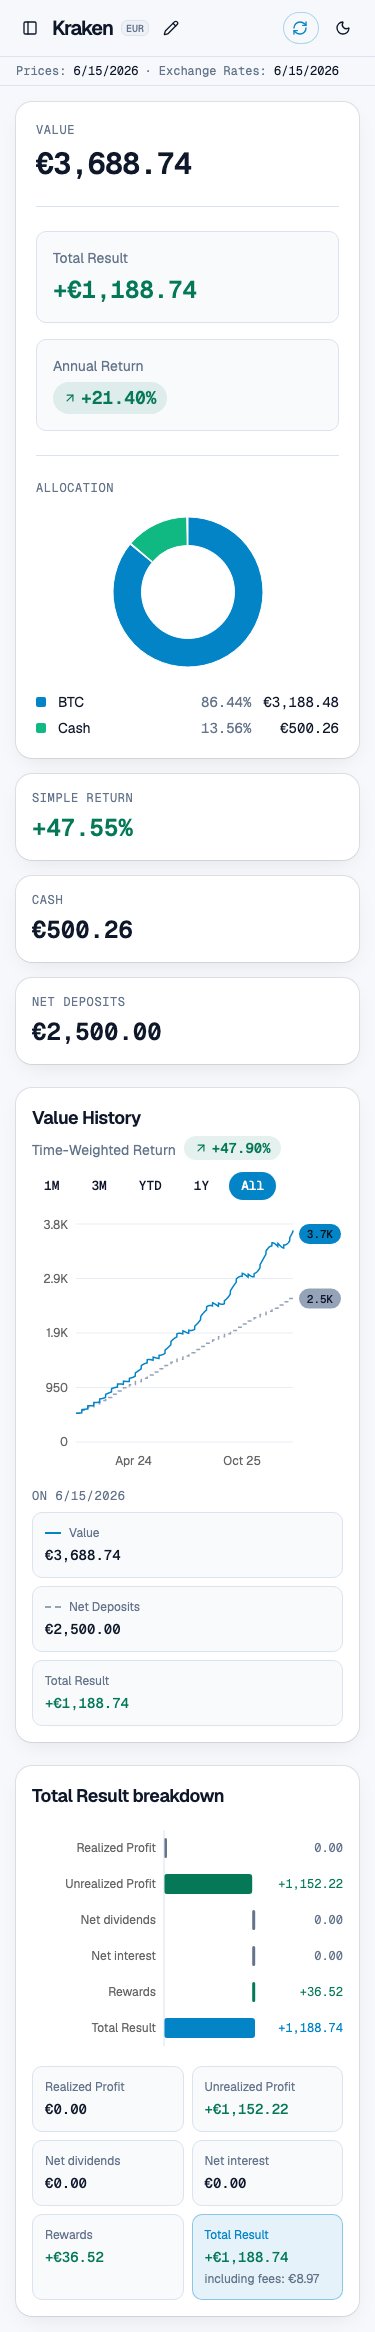 Kraken EUR
Prices: 6/15/2026 · Exchange Rates: 6/15/2026
VALUE
€3,688.74
Total Result
+€1,188.74
Annual Return
+21.40%
ALLOCATION
BTC 86.44% €3,188.48
Cash 13.56% €500.26
SIMPLE RETURN
+47.55%
CASH
€500.26
NET DEPOSITS
€2,500.00
Value History
Time-Weighted Return +47.90%
1M 3M YTD 1Y All
3.8K
3.7K
2.9K
2.5K
1.9K
950
0
Apr 24 Oct 25
ON 6/15/2026
Value
€3,688.74
Net Deposits
€2,500.00
Total Result
+€1,188.74
Total Result breakdown
Realized Profit 0.00
Unrealized Profit +1,152.22
Net dividends 0.00
Net interest 0.00
Rewards +36.52
Total Result +1,188.74
Realized Profit
€0.00
Unrealized Profit
+€1,152.22
Net dividends
€0.00
Net interest
€0.00
Rewards
+€36.52
Total Result
+€1,188.74
including fees: €8.97